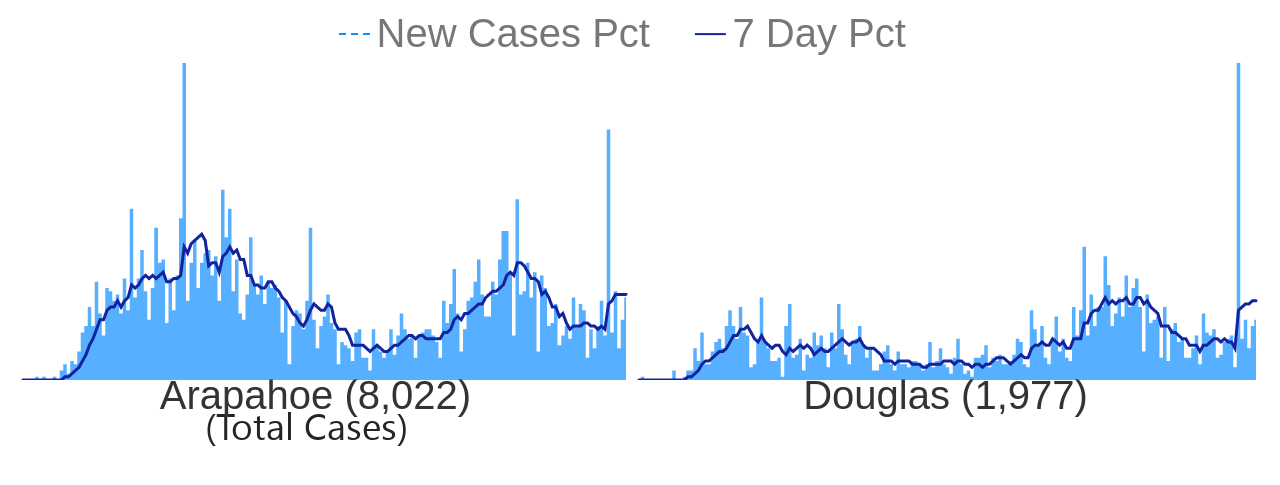 New Cases Pct 7 Day Pct
Arapahoe (8,022) Douglas (1,977)
(Total Cases)